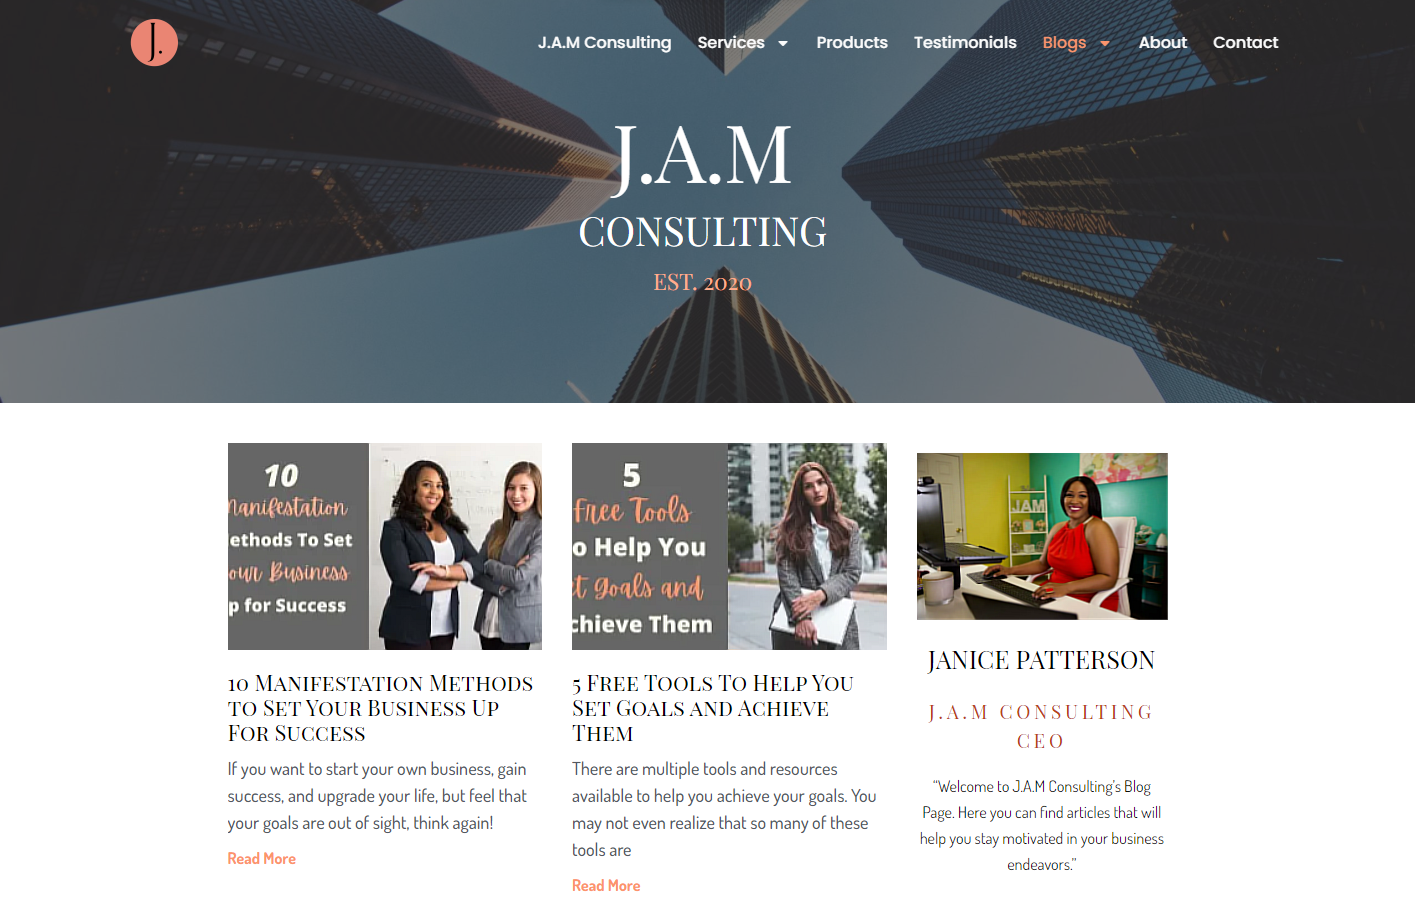 J.
J.A.M Consulting Services Products Testimonials Blogs About Contact
J.A.M
CONSULTING
EST. 2020
10
Manifestation
ethods To Set
our Business
p for Success
5
Free Tools
o Help You
t Goals and
chieve Them
JAM
10 Manifestation Methods
to Set Your Business Up
For Success
If you want to start your own business, gain
success, and upgrade your life, but feel that
your goals are out of sight, think again!
Read More
5 Free Tools To Help You
Set Goals and Achieve
Them
There are multiple tools and resources
available to help you achieve your goals. You
may not even realize that so many of these
tools are
Read More
JANICE PATTERSON
J.A.M CONSULTING
CEO
“Welcome to J.A.M Consulting’s Blog
Page. Here you can find articles that will
help you stay motivated in your business
endeavors.”